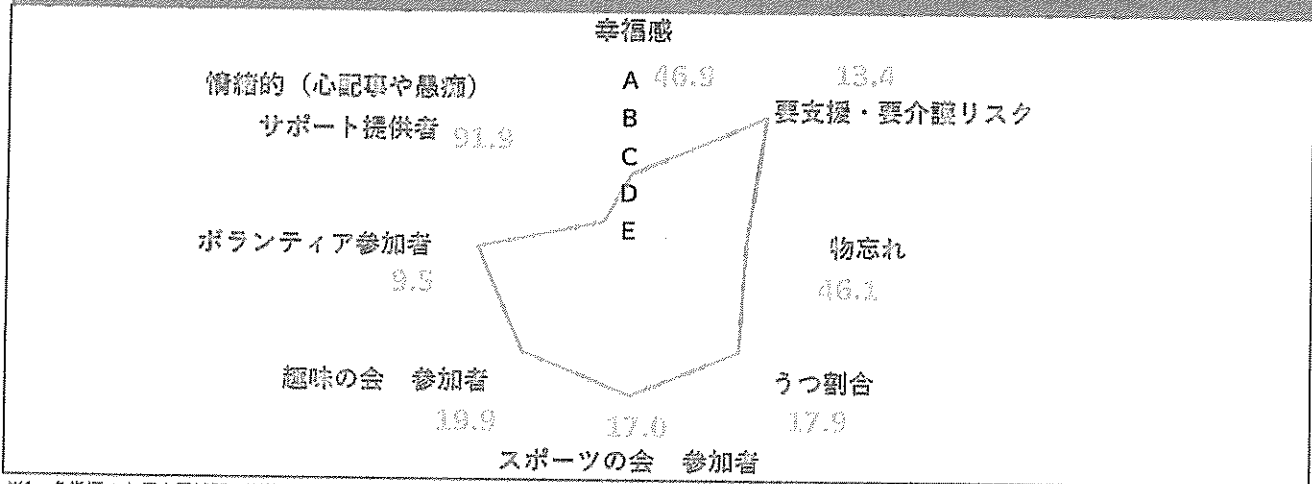 幸福感
A 46.9
13.4
情緒的（心配事や愚痴）
サポート提供者 91.9
B
要支援・要介護リスク
C
D
E
ボランティア参加者
9.5
物忘れ
46.1
趣味の会 参加者
19.9
うつ割合
17.9
17.0
スポーツの会 参加者